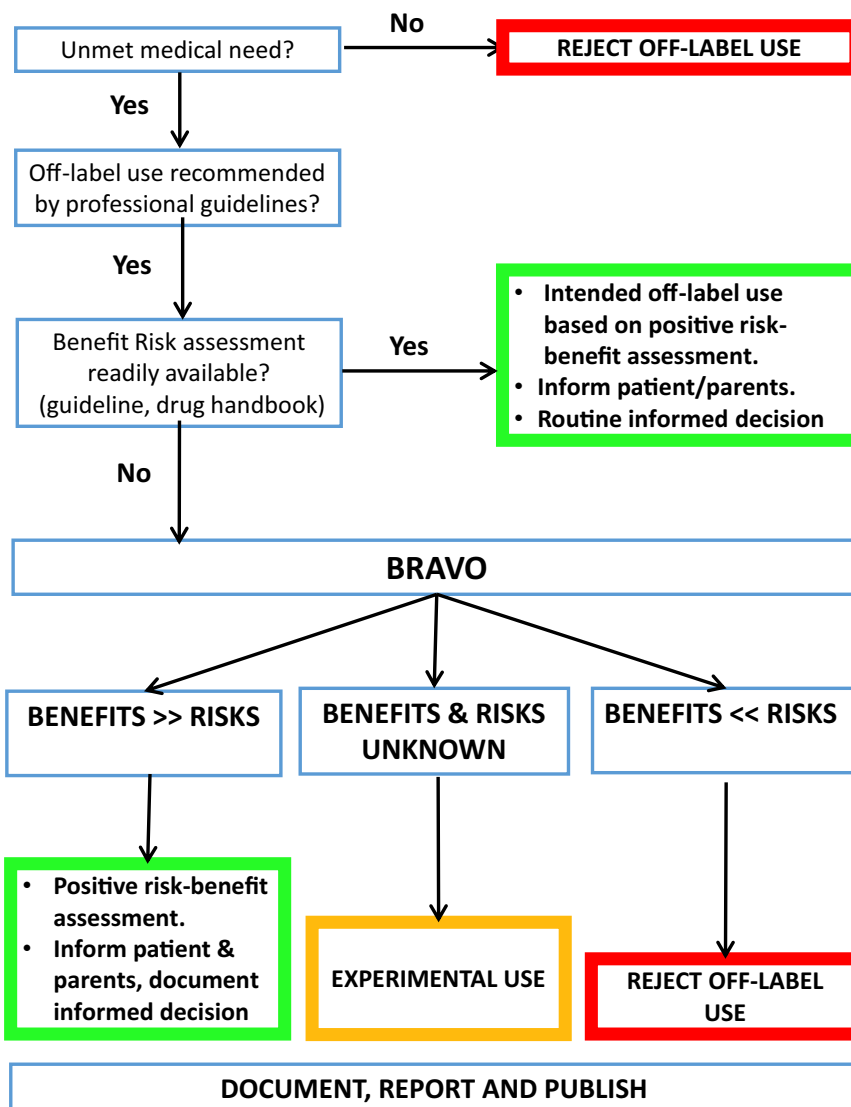 Unmet medical need?
No
REJECT OFF-LABEL USE
Yes
Off-label use recommended
by professional guidelines?
Yes
Benefit Risk assessment
readily available?
(guideline, drug handbook)
Yes
• Intended off-label use
based on positive risk-
benefit assessment.
• Inform patient/parents.
• Routine informed decision
No
BRAVO
BENEFITS >> RISKS
BENEFITS & RISKS
UNKNOWN
BENEFITS << RISKS
• Positive risk-benefit
assessment.
• Inform patient &
parents, document
informed decision
EXPERIMENTAL USE
REJECT OFF-LABEL
USE
DOCUMENT, REPORT AND PUBLISH